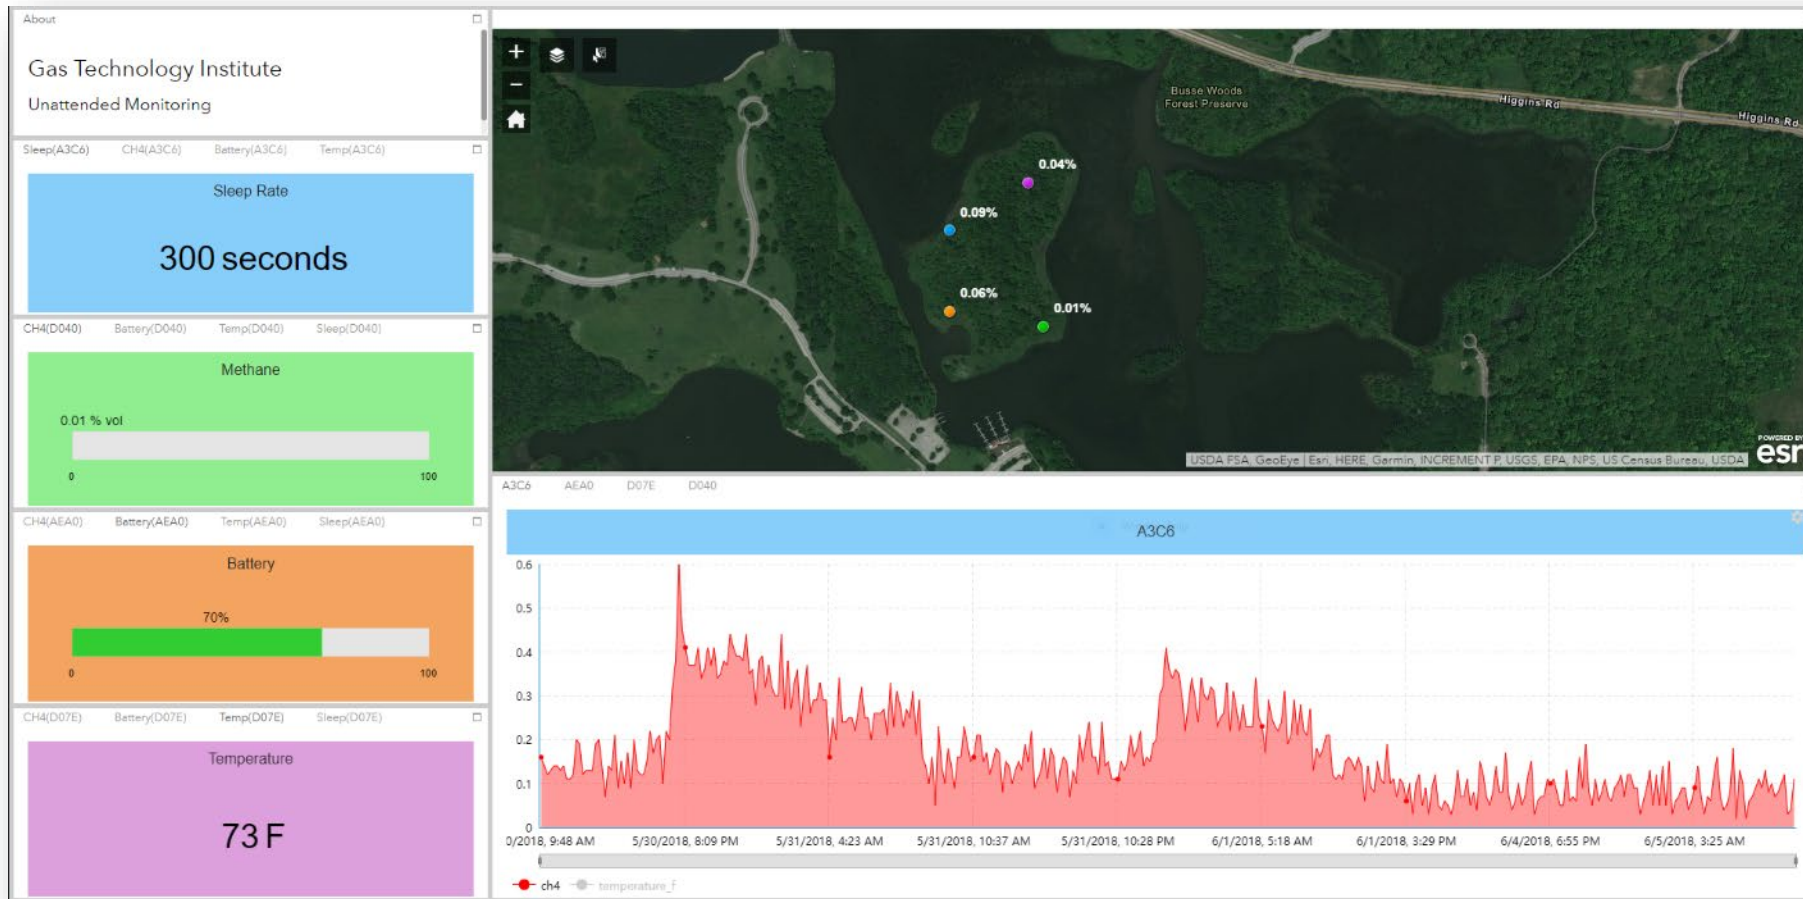 About
Gas Technology Institute
Unattended Monitoring
Sleep(A3C6) CH4(A3C6) Battery(A3C6) Temp(A3C6)
Sleep Rate
300 seconds
CH4(D040) Battery(D040) Temp(D040) Sleep(D040)
Methane
0.01 % vol
0 100
CH4(AEA0) Battery(AEA0) Temp(AEA0) Sleep(AEA0)
Battery
70%
0 100
CH4(D07E) Battery(D07E) Temp(D07E) Sleep(D07E)
Temperature
73 F
Busse Woods
Forest Preserve
Higgins Rd
Higgins Rd
0.04%
0.09%
0.06%
0.01%
POWERED BY
esri
USDA FSA, GeoEye | Esri, HERE, Garmin, INCREMENT P, USGS, EPA, NPS, US Census Bureau, USDA
A3C6 AEA0 D07E D040
A3C6
0.6
0.5
0.4
0.3
0.2
0.1
0
0/2018, 9:48 AM 5/30/2018, 8:09 PM 5/31/2018, 4:23 AM 5/31/2018, 10:37 AM 5/31/2018, 10:28 PM 6/1/2018, 5:18 AM 6/1/2018, 3:29 PM 6/4/2018, 6:55 PM 6/5/2018, 3:25 AM
ch4 temperature_f